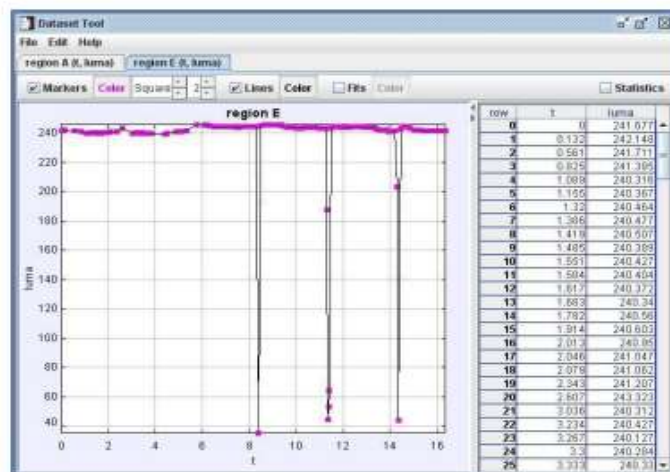 Dataset Tool
File Edit Help
region A (t, luma) region E (t, luma)
Markers Color Square 2 Lines Color Fits Color Statistics
region E
240
220
200
180
160
140
120
100
80
60
40
luma
0 2 4 6 8 10 12 14 16
t
row t luma
0 0 241.677
1 0.132 242.148
2 0.561 241.711
3 0.825 241.395
4 1.089 240.316
5 1.155 240.367
6 1.32 240.464
7 1.386 240.477
8 1.419 240.507
9 1.485 240.389
10 1.551 240.427
11 1.584 240.404
12 1.617 240.372
13 1.683 240.34
14 1.782 240.56
15 1.914 240.603
16 2.013 240.85
17 2.046 241.047
18 2.079 241.062
19 2.343 241.207
20 2.607 243.323
21 3.036 240.312
22 3.234 240.427
23 3.267 240.127
24 3.3 240.284
25 3.333 240.33